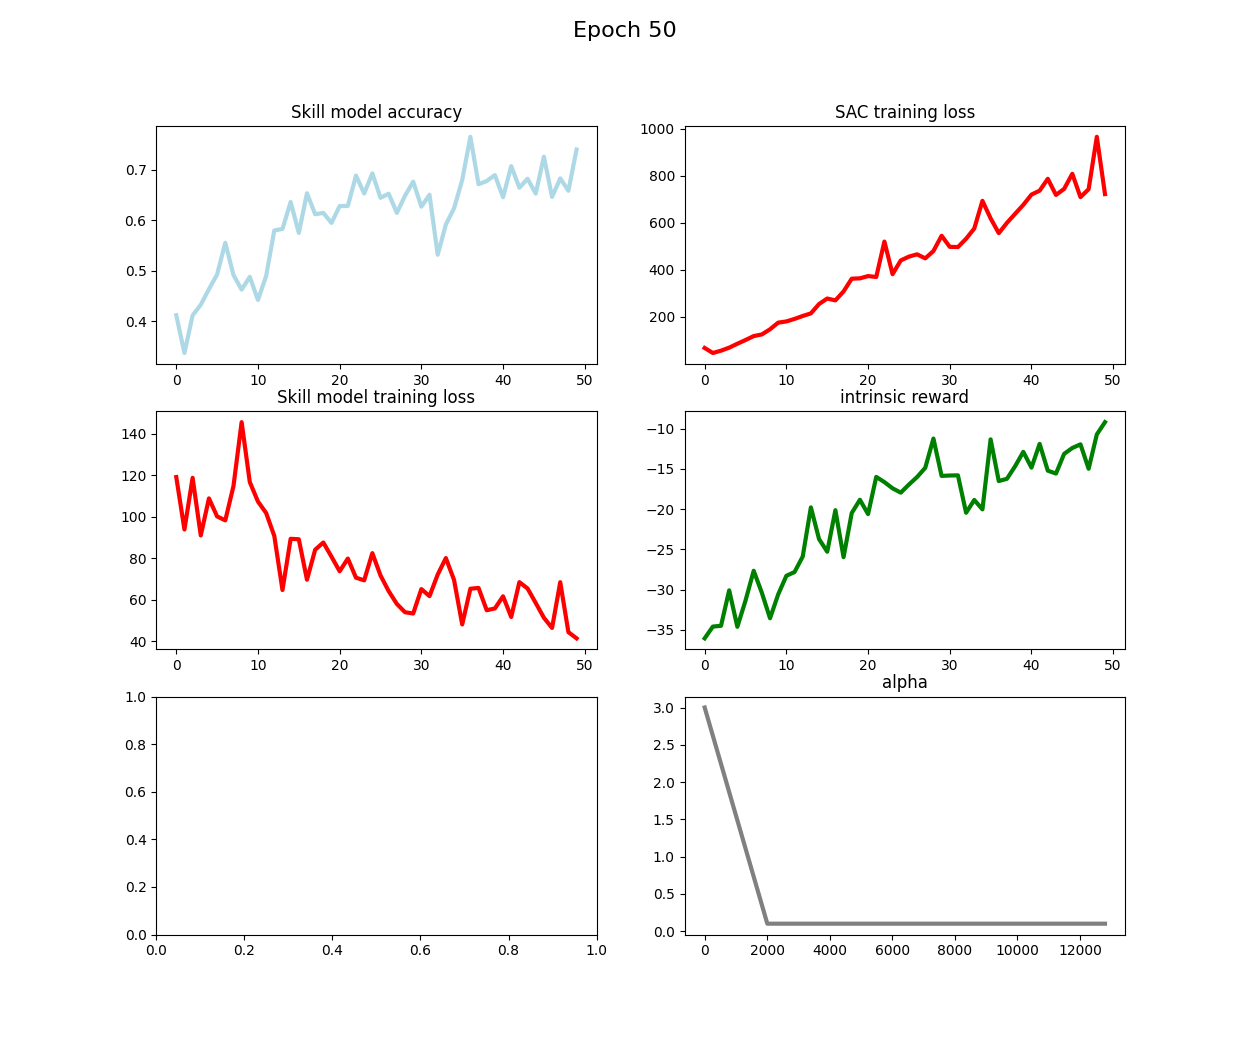 Epoch 50
Skill model accuracy
0.7
0.6
0.5
0.4
0 10 20 30 40 50
SAC training loss
1000
800
600
400
200
0 10 20 30 40 50
Skill model training loss
140
120
100
80
60
40
0 10 20 30 40 50
intrinsic reward
−10
−15
−20
−25
−30
−35
0 10 20 30 40 50
1.0
0.8
0.6
0.4
0.2
0.0
0.0 0.2 0.4 0.6 0.8 1.0
alpha
3.0
2.5
2.0
1.5
1.0
0.5
0.0
0 2000 4000 6000 8000 10000 12000